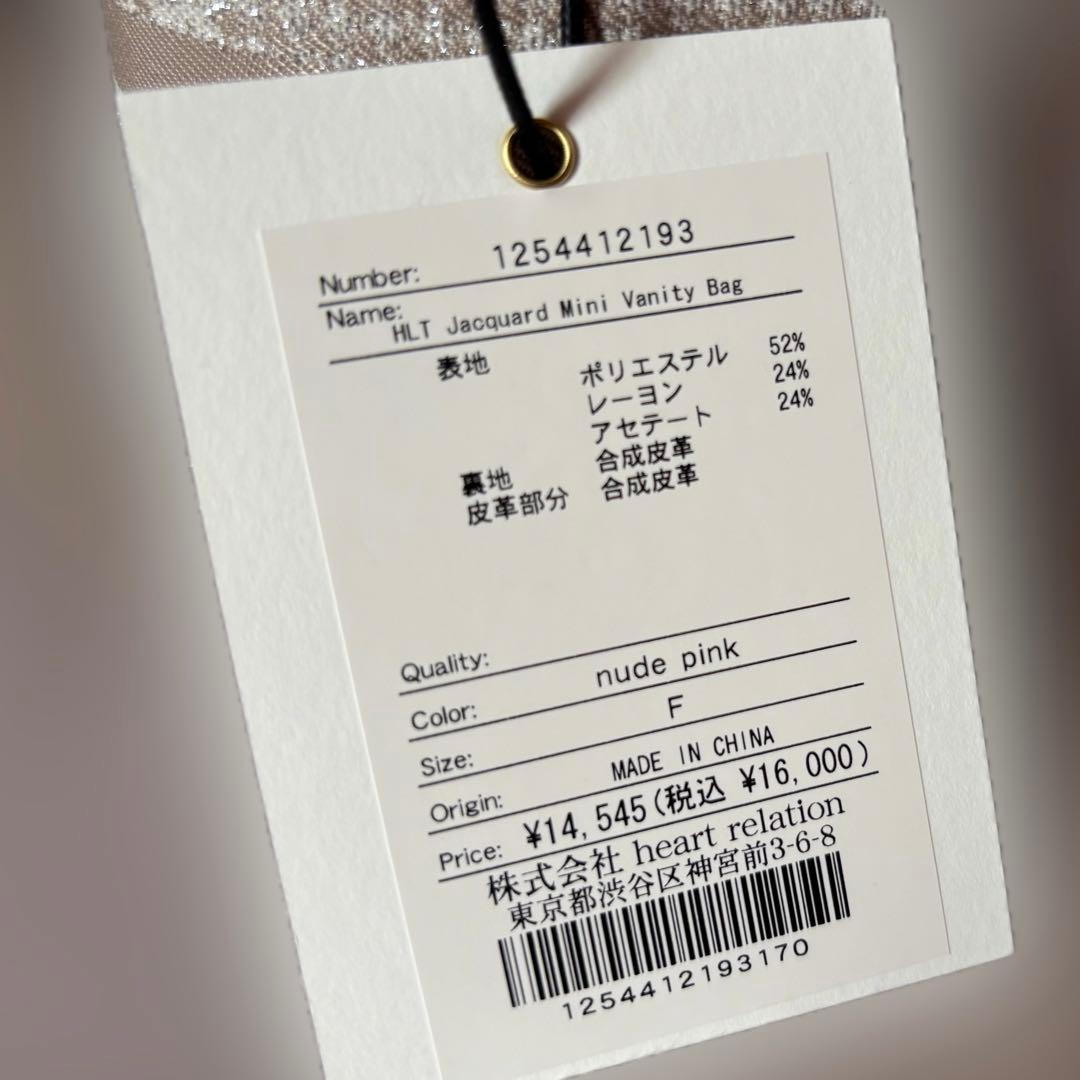 Number: 1254412193
Name: HLT Jacquard Mini Vanity Bag
表地 ポリエステル 52%
レーヨン 24%
アセテート 24%
裏地 合成皮革
皮革部分 合成皮革
Quality:
Color: nude pink
Size: F
Origin: MADE IN CHINA
Price: ¥14,545(税込 ¥16,000)
株式会社 heart relation
東京都渋谷区神宮前3-6-8
1254412193170